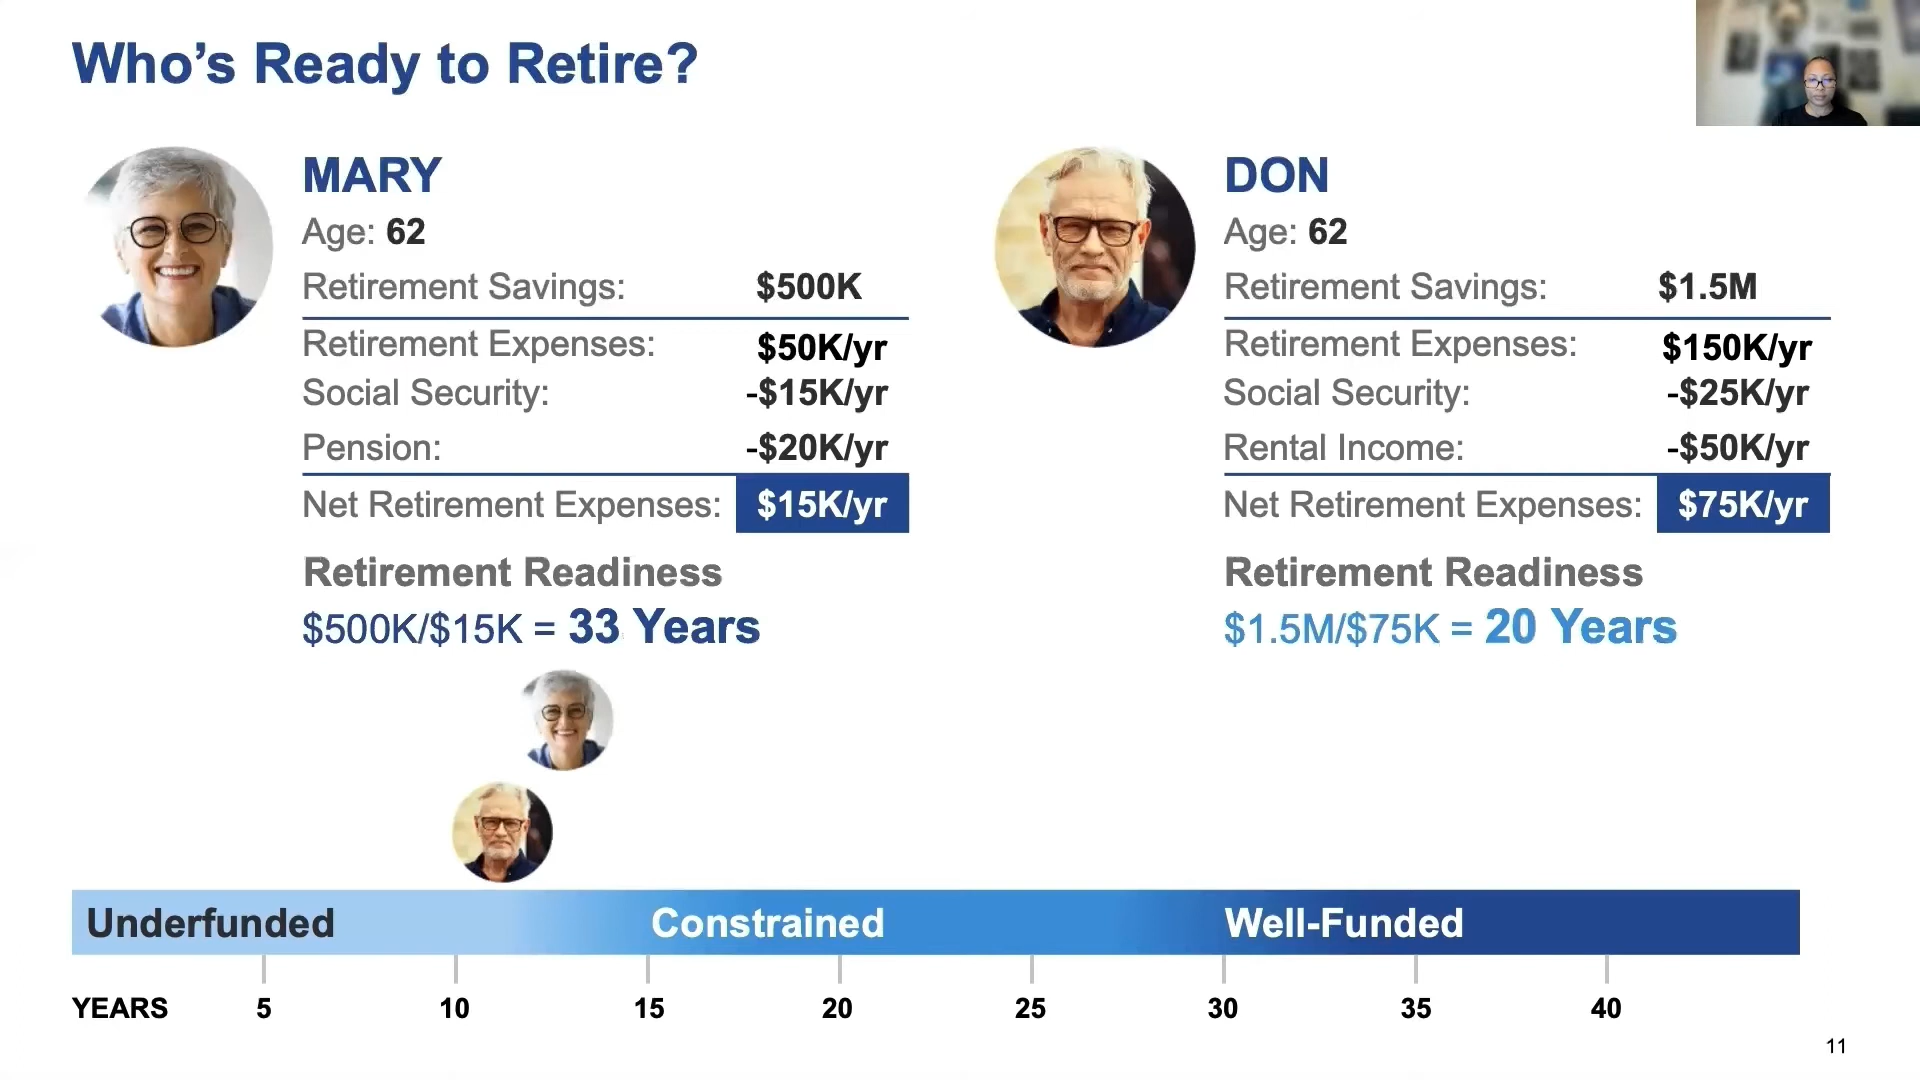 Who's Ready to Retire?
MARY
Age: 62
Retirement Savings: $500K
Retirement Expenses: $50K/yr
Social Security: -$15K/yr
Pension: -$20K/yr
Net Retirement Expenses: $15K/yr
Retirement Readiness
$500K/$15K = 33 Years
DON
Age: 62
Retirement Savings: $1.5M
Retirement Expenses: $150K/yr
Social Security: -$25K/yr
Rental Income: -$50K/yr
Net Retirement Expenses: $75K/yr
Retirement Readiness
$1.5M/$75K = 20 Years
Underfunded Constrained Well-Funded
YEARS 5 10 15 20 25 30 35 40
11